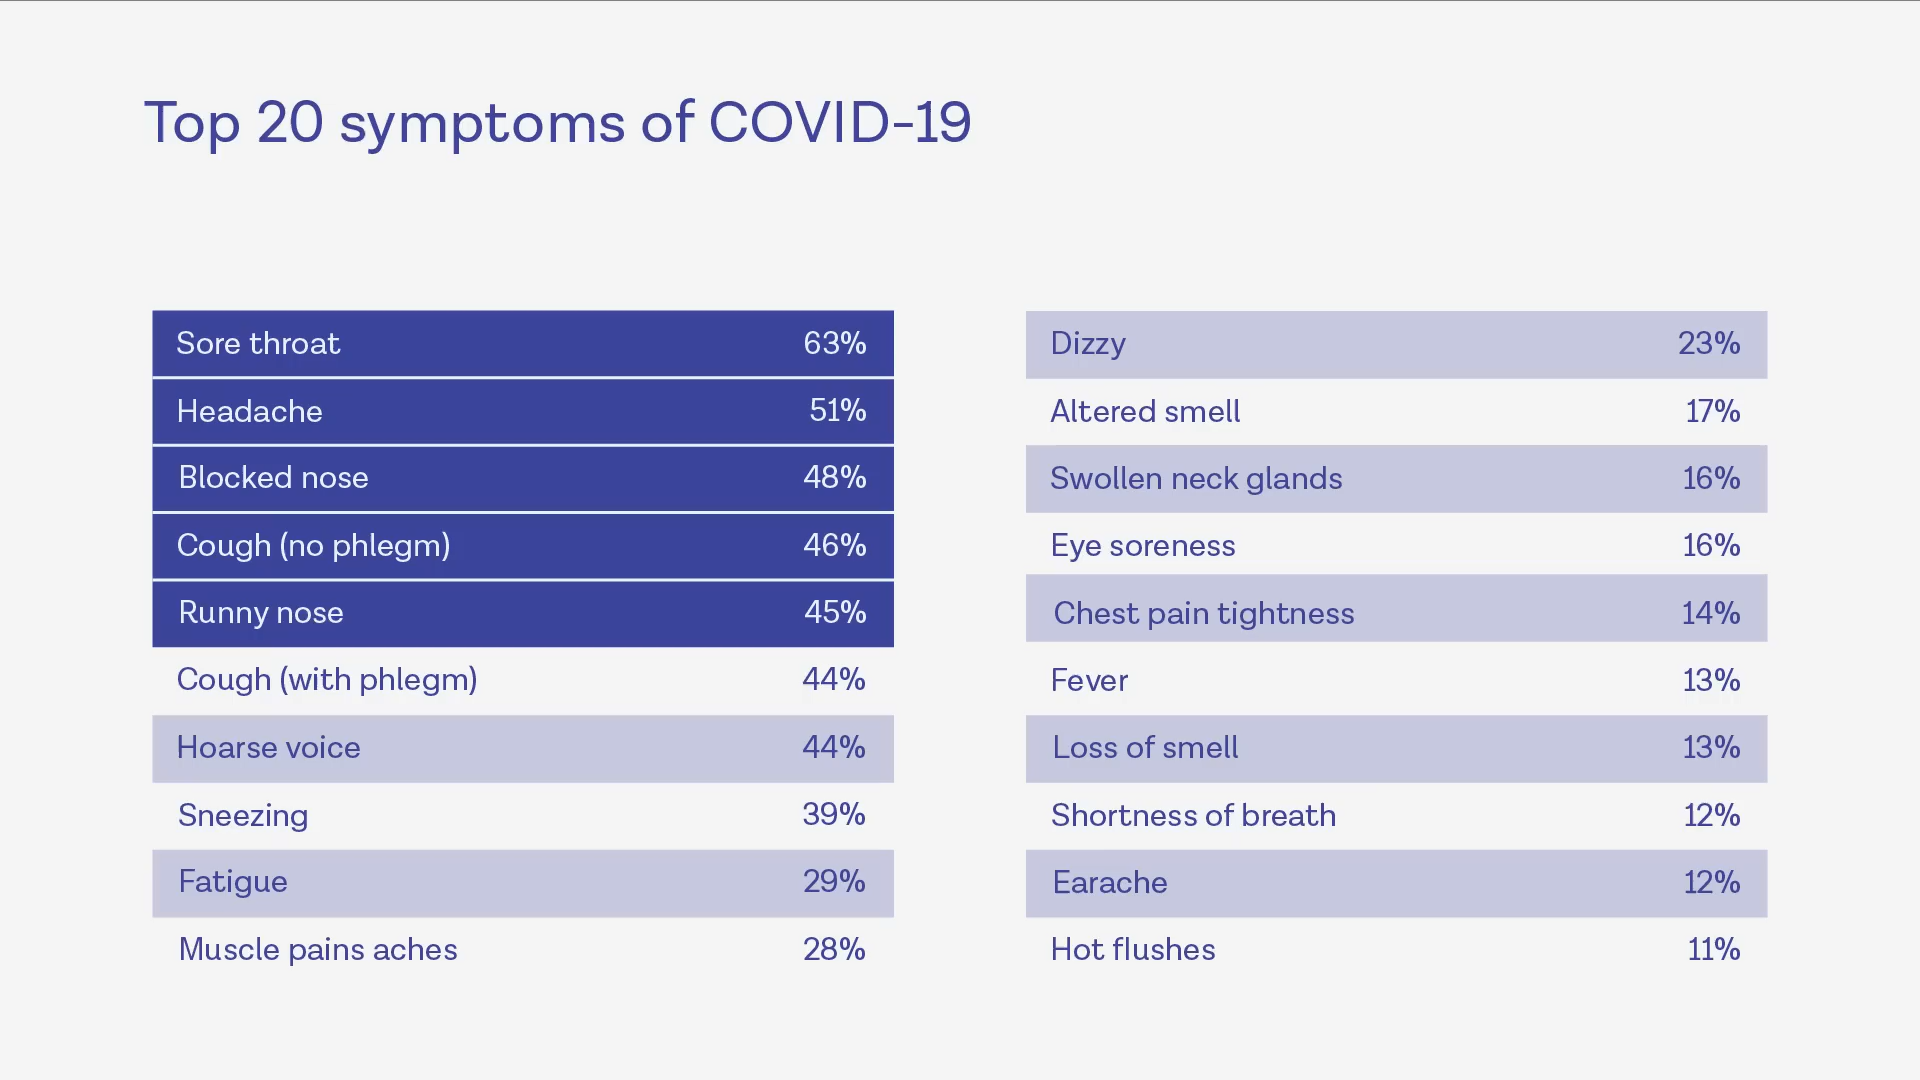 Top 20 symptoms of COVID-19
Sore throat 63%
Headache 51%
Blocked nose 48%
Cough (no phlegm) 46%
Runny nose 45%
Cough (with phlegm) 44%
Hoarse voice 44%
Sneezing 39%
Fatigue 29%
Muscle pains aches 28%
Dizzy 23%
Altered smell 17%
Swollen neck glands 16%
Eye soreness 16%
Chest pain tightness 14%
Fever 13%
Loss of smell 13%
Shortness of breath 12%
Earache 12%
Hot flushes 11%